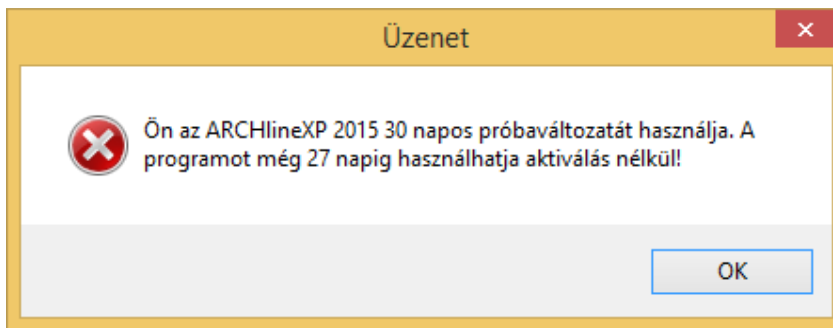 Üzenet
Ön az ARCHlineXP 2015 30 napos próbaváltozatát használja. A
programot még 27 napig használhatja aktiválás nélkül!
OK